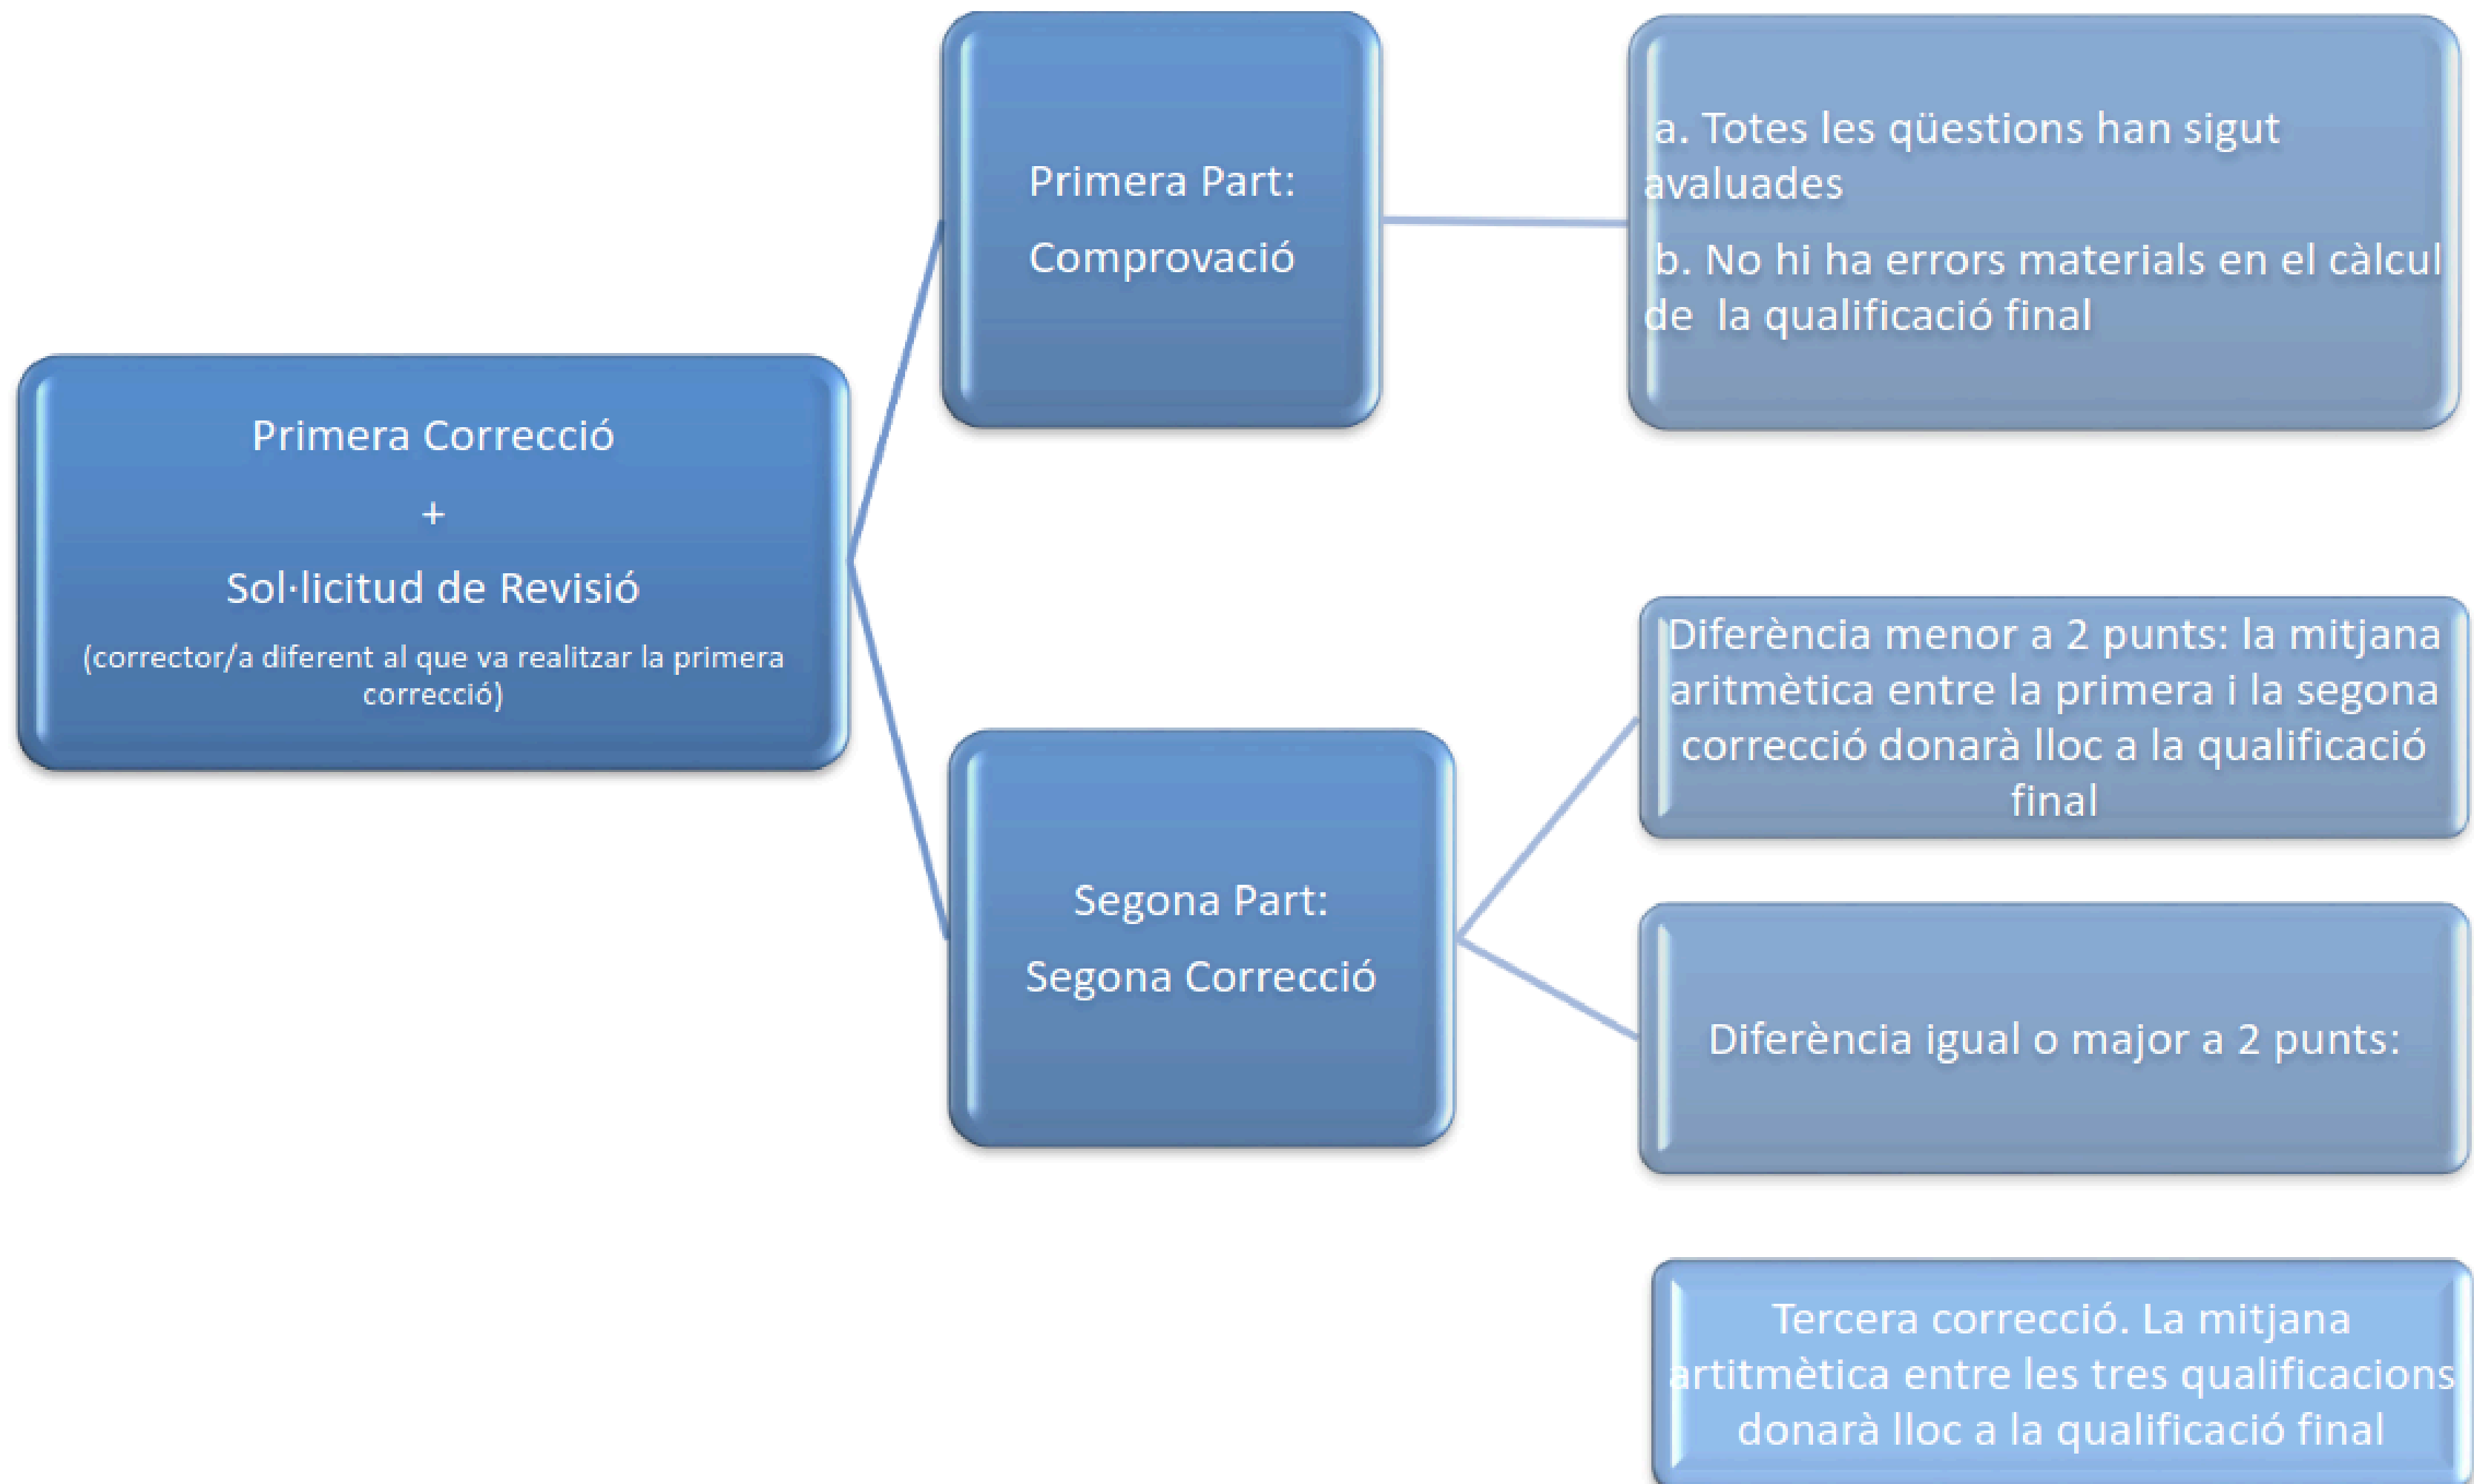 Primera Correcció
+
Sol·licitud de Revisió
(corrector/a diferent al que va realitzar la primera
correcció)
Primera Part:
Comprovació
a. Totes les qüestions han sigut
avaluades
b. No hi ha errors materials en el càlcul
de la qualificació final
Segona Part:
Segona Correcció
Diferència menor a 2 punts: la mitjana
aritmètica entre la primera i la segona
correcció donarà lloc a la qualificació
final
Diferència igual o major a 2 punts:
Tercera correcció. La mitjana
artitmètica entre les tres qualificacions
donarà lloc a la qualificació final